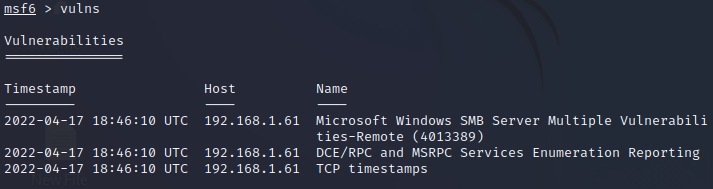 msf6 > vulns
Vulnerabilities
===============
Timestamp Host Name
--------- ---- ----
2022-04-17 18:46:10 UTC 192.168.1.61 Microsoft Windows SMB Server Multiple Vulnerabili
ties-Remote (4013389)
2022-04-17 18:46:10 UTC 192.168.1.61 DCE/RPC and MSRPC Services Enumeration Reporting
2022-04-17 18:46:10 UTC 192.168.1.61 TCP timestamps